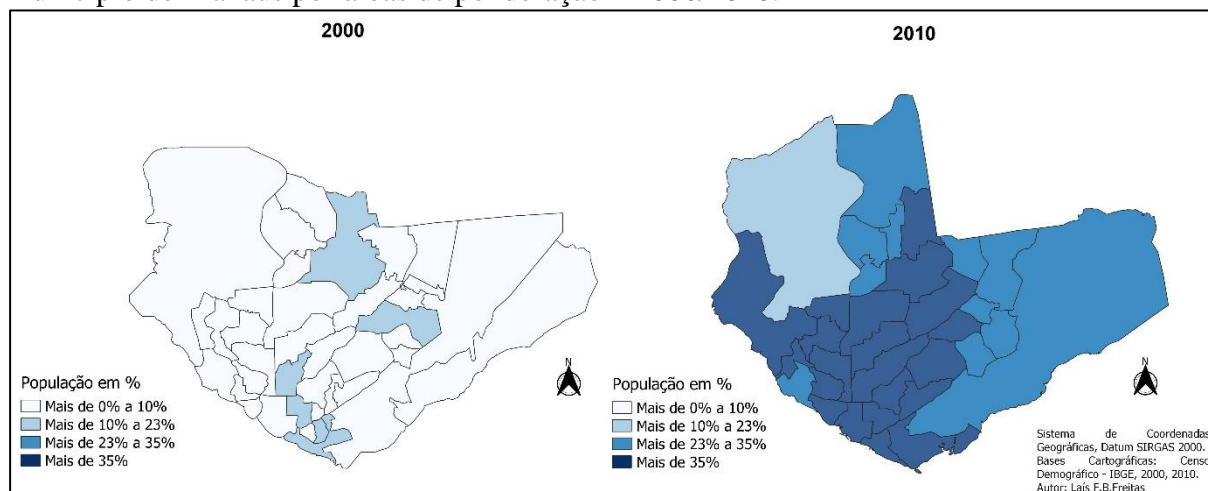 2000
2010
N
População em %
Mais de 0% a 10%
Mais de 10% a 23%
Mais de 23% a 35%
Mais de 35%
N
População em %
Mais de 0% a 10%
Mais de 10% a 23%
Mais de 23% a 35%
Mais de 35%
Sistema de Coordenadas
Geográficas, Datum SIRGAS 2000.
Bases Cartográficas: Censo
Demográfico - IBGE, 2000, 2010.
Autor: Laís F.B.Freitas